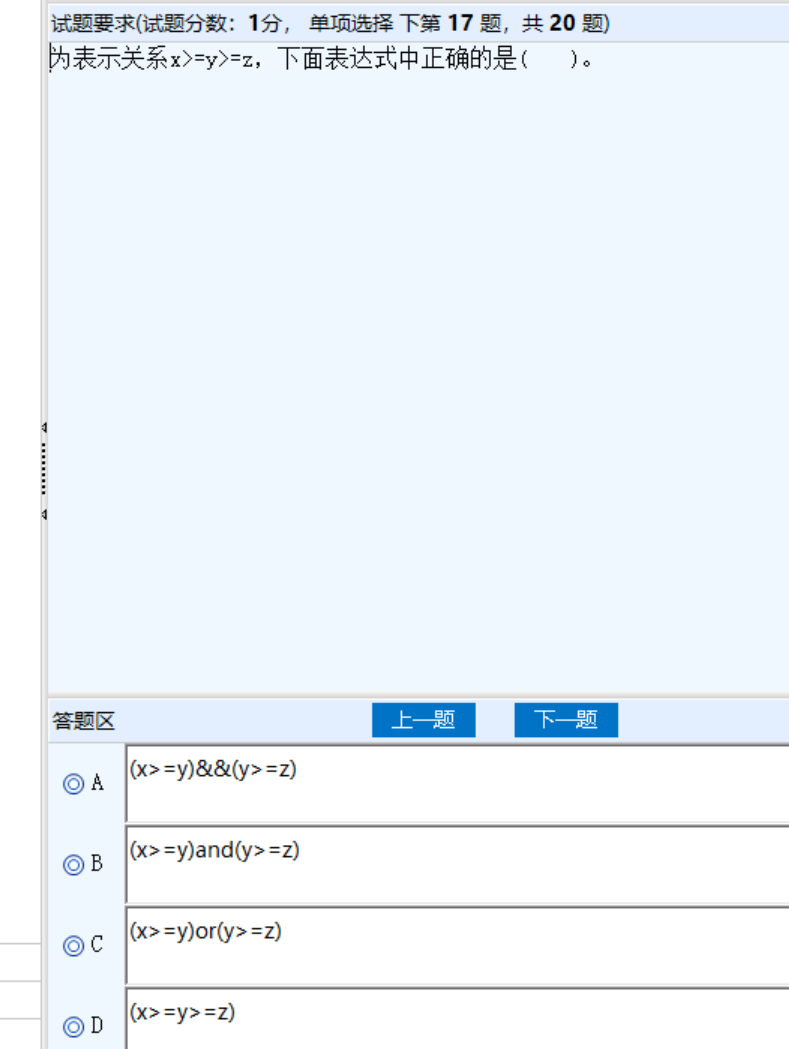 试题要求(试题分数：1分， 单项选择 下第 17 题，共 20 题)
为表示关系x>=y>=z，下面表达式中正确的是(   )。
答题区
上一题
下一题
A (x>=y)&&(y>=z)
B (x>=y)and(y>=z)
C (x>=y)or(y>=z)
D (x>=y>=z)